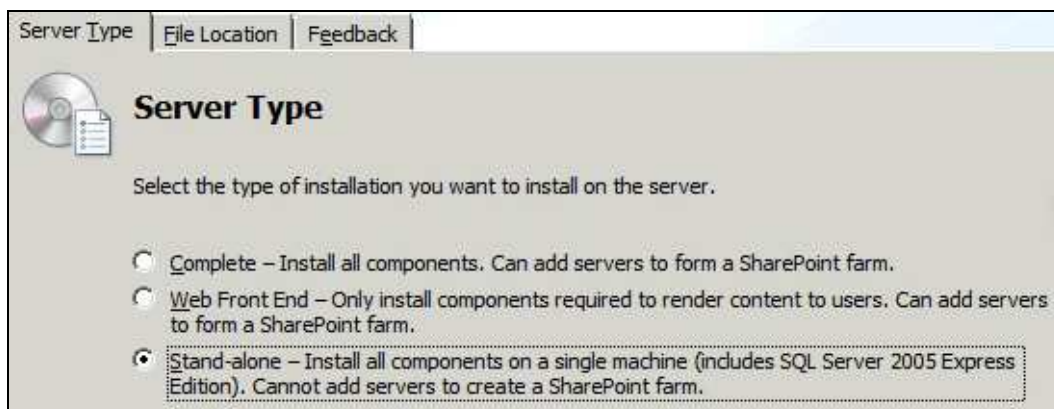 Server Type File Location Feedback
Server Type
Select the type of installation you want to install on the server.
Complete – Install all components. Can add servers to form a SharePoint farm.
Web Front End – Only install components required to render content to users. Can add servers
to form a SharePoint farm.
Stand-alone – Install all components on a single machine (includes SQL Server 2005 Express
Edition). Cannot add servers to create a SharePoint farm.